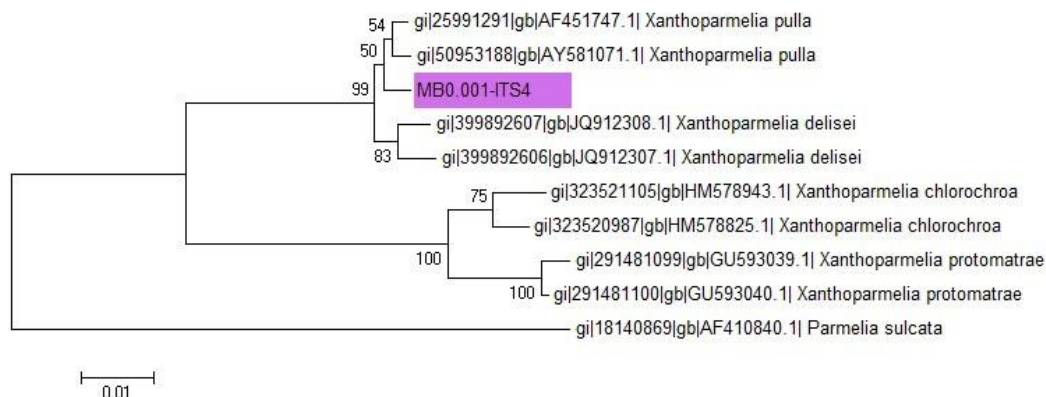 54
gi|25991291|gb|AF451747.1| Xanthoparmelia pulla
50
gi|50953188|gb|AY581071.1| Xanthoparmelia pulla
99
MB0.001-ITS4
gi|399892607|gb|JQ912308.1| Xanthoparmelia delisei
83
gi|399892606|gb|JQ912307.1| Xanthoparmelia delisei
75
gi|323521105|gb|HM578943.1| Xanthoparmelia chlorochroa
gi|323520987|gb|HM578825.1| Xanthoparmelia chlorochroa
100
gi|291481099|gb|GU593039.1| Xanthoparmelia protomatrae
100
gi|291481100|gb|GU593040.1| Xanthoparmelia protomatrae
gi|18140869|gb|AF410840.1| Parmelia sulcata
0.01